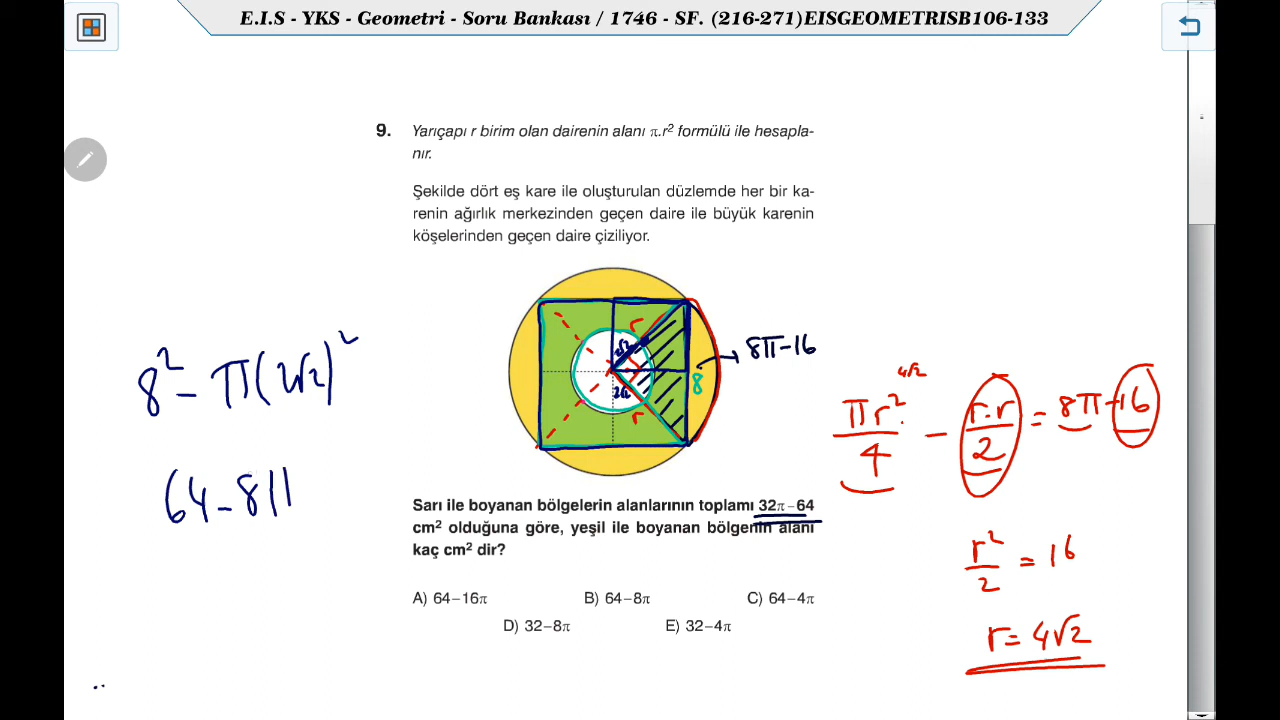 E.I.S - YKS - Geometri - Soru Bankası / 1746 - SF. (216-271)EISGEOMETRISB106-133
9. Yarıçapı r birim olan dairenin alanı π.r² formülü ile hesapla-
nır.
Şekilde dört eş kare ile oluşturulan düzlemde her bir ka-
renin ağırlık merkezinden geçen daire ile büyük karenin
köşelerinden geçen daire çiziliyor.
r
2√2
2√2
r
8
8π-16
8² - π(2√2)²
64-8π
4√2
πr²/4 - r.r/2 = 8π-16
r²/2 = 16
r= 4√2
Sarı ile boyanan bölgelerin alanlarının toplamı 32π-64
cm² olduğuna göre, yeşil ile boyanan bölgenin alanı
kaç cm² dir?
A) 64-16π B) 64-8π C) 64-4π
D) 32-8π E) 32-4π